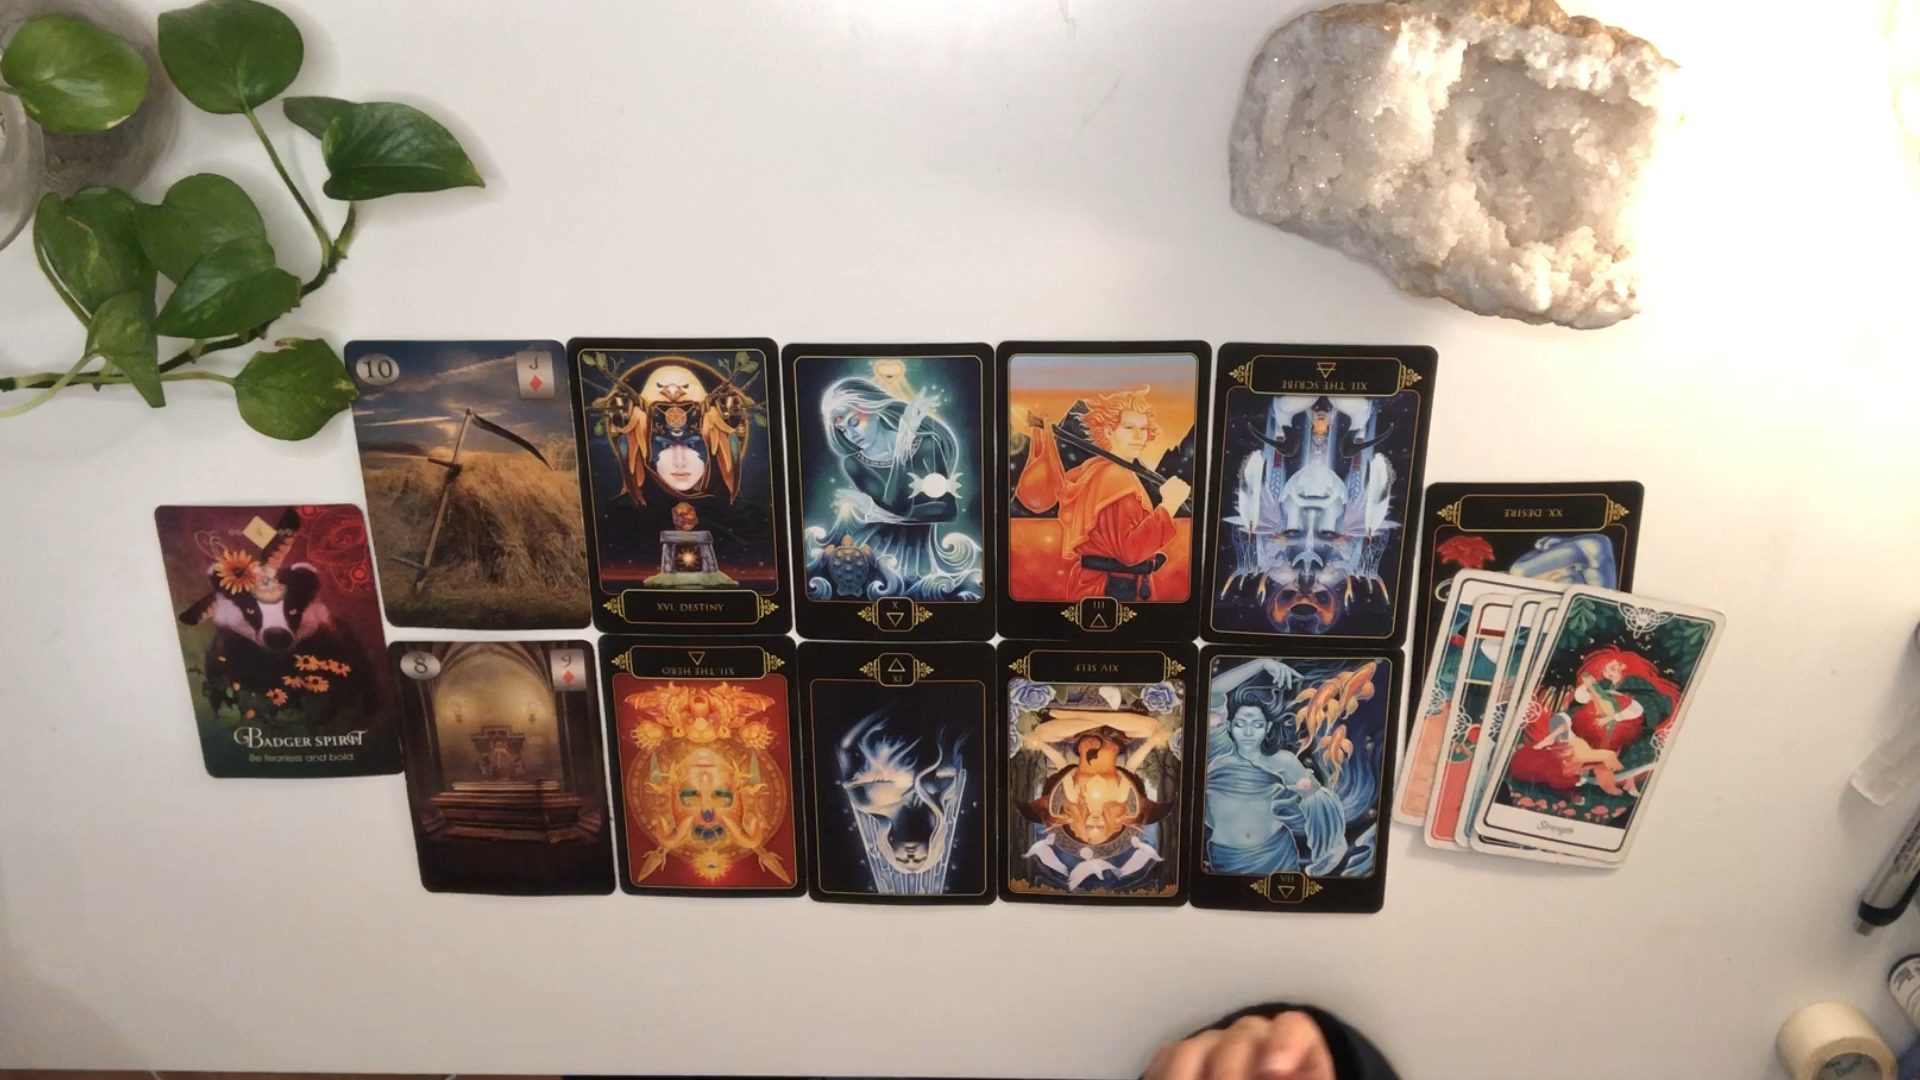 10
J
XVI. DESTINY
X
III
XII. THE SCRIBE
XX. DESIRE
BADGER SPIRIT
Be fearless and bold.
8
9
XII. THE HERO
IX
XIV. SELF
VII
Strength